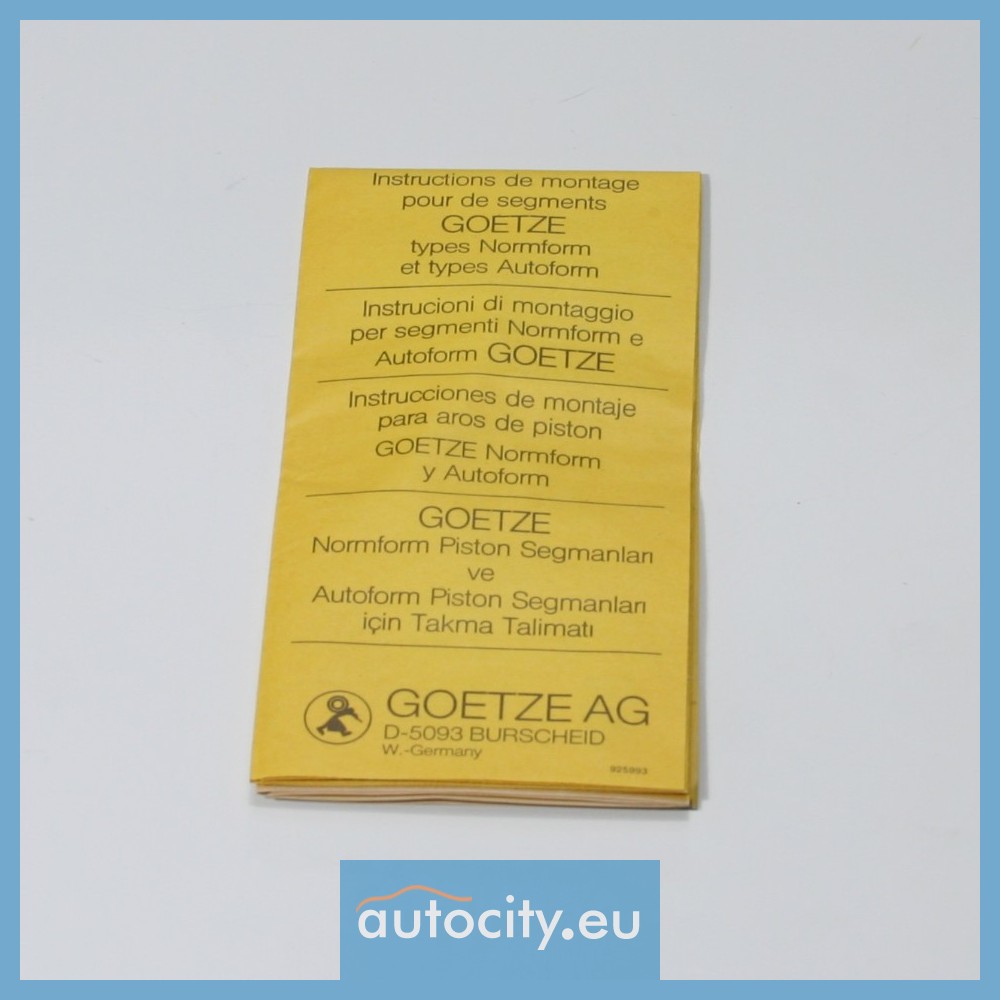 Instructions de montage
pour de segments
GOETZE
types Normform
et types Autoform
Instrucioni di montaggio
per segmenti Normform e
Autoform GOETZE
Instrucciones de montaje
para aros de piston
GOETZE Normform
y Autoform
GOETZE
Normform Piston Segmanları
ve
Autoform Piston Segmanları
için Takma Talimatı
GOETZE AG
D-5093 BURSCHEID
W.-Germany
925993
autocity.eu